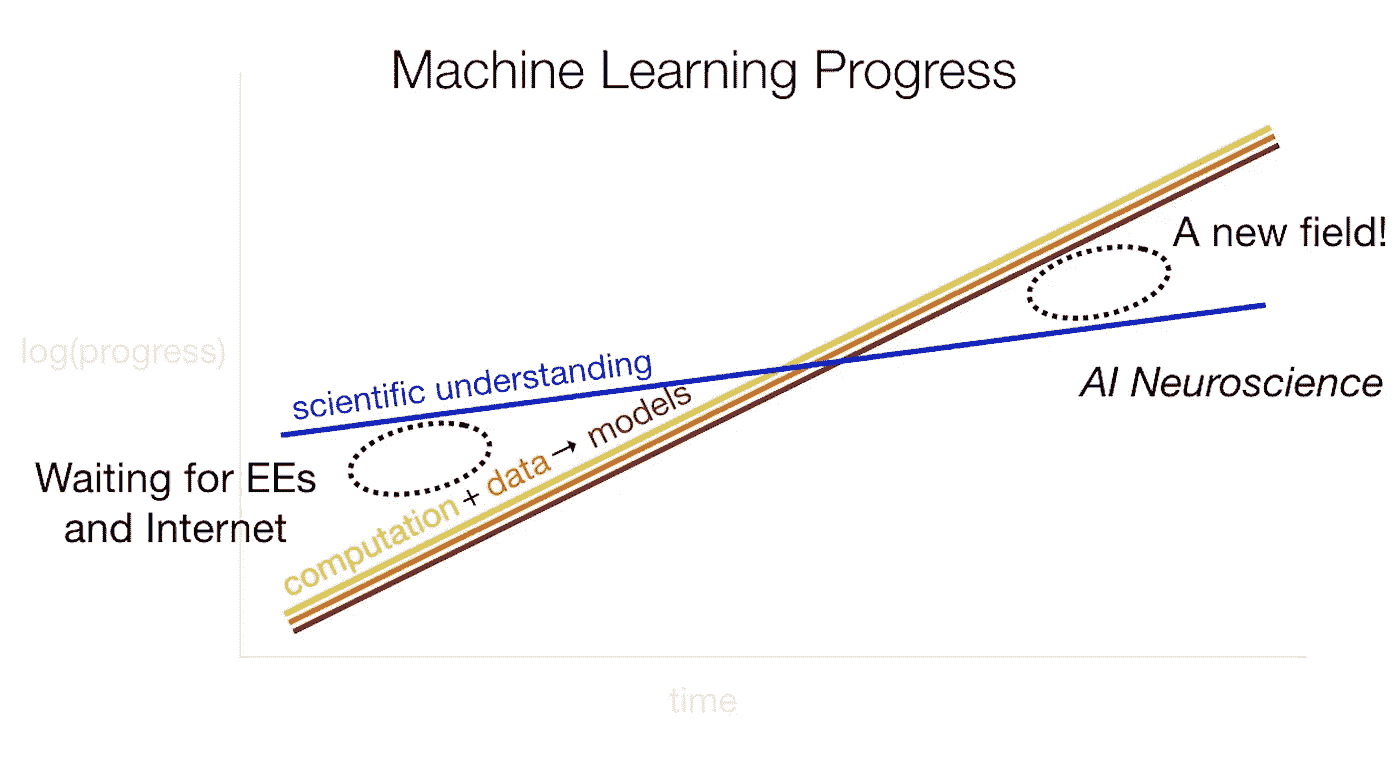 Machine Learning Progress
A new field!
log(progress)
scientific understanding
AI Neuroscience
Waiting for EEs
and Internet
computation + data → models
time